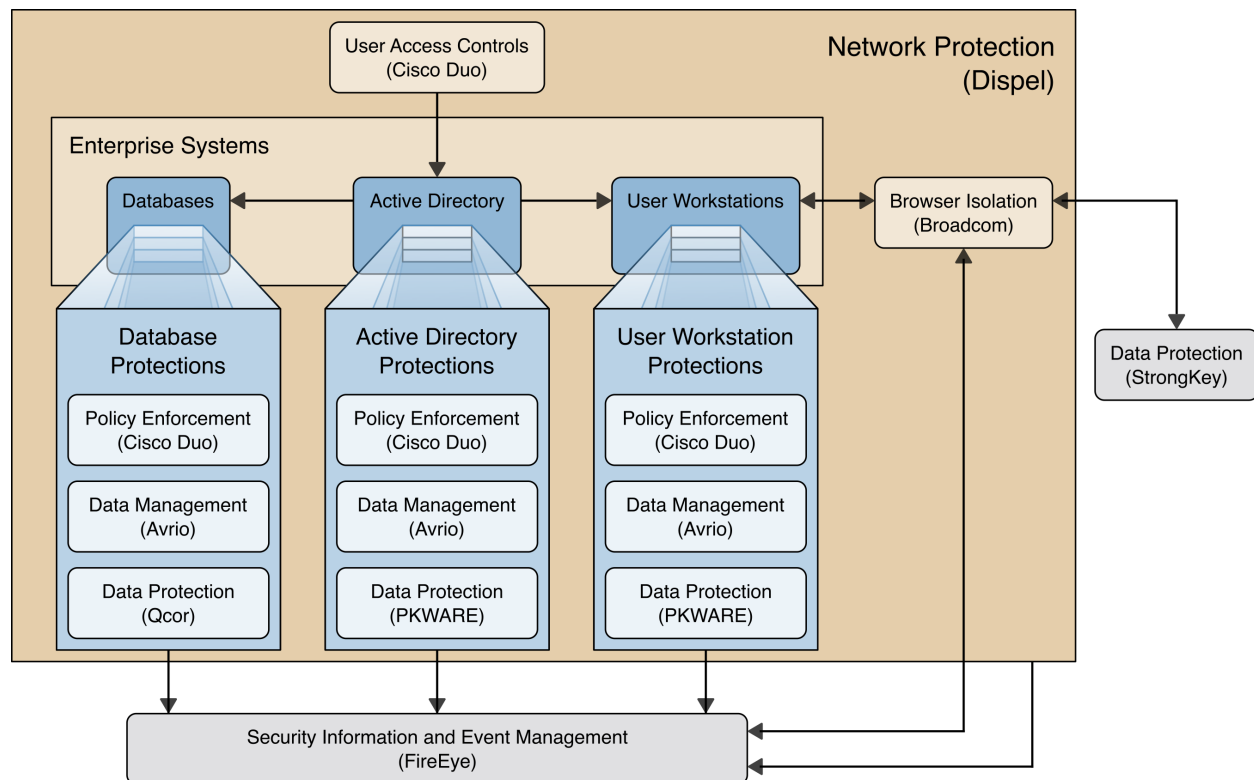 User Access Controls
(Cisco Duo)
Network Protection
(Dispel)
Enterprise Systems
Databases
Active Directory
User Workstations
Browser Isolation
(Broadcom)
Database
Protections
Policy Enforcement
(Cisco Duo)
Data Management
(Avrio)
Data Protection
(Qcor)
Active Directory
Protections
Policy Enforcement
(Cisco Duo)
Data Management
(Avrio)
Data Protection
(PKWARE)
User Workstation
Protections
Policy Enforcement
(Cisco Duo)
Data Management
(Avrio)
Data Protection
(PKWARE)
Data Protection
(StrongKey)
Security Information and Event Management
(FireEye)